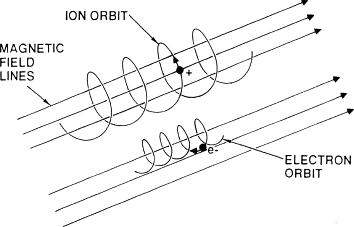 ION ORBIT
MAGNETIC
FIELD
LINES
+
e-
ELECTRON
ORBIT